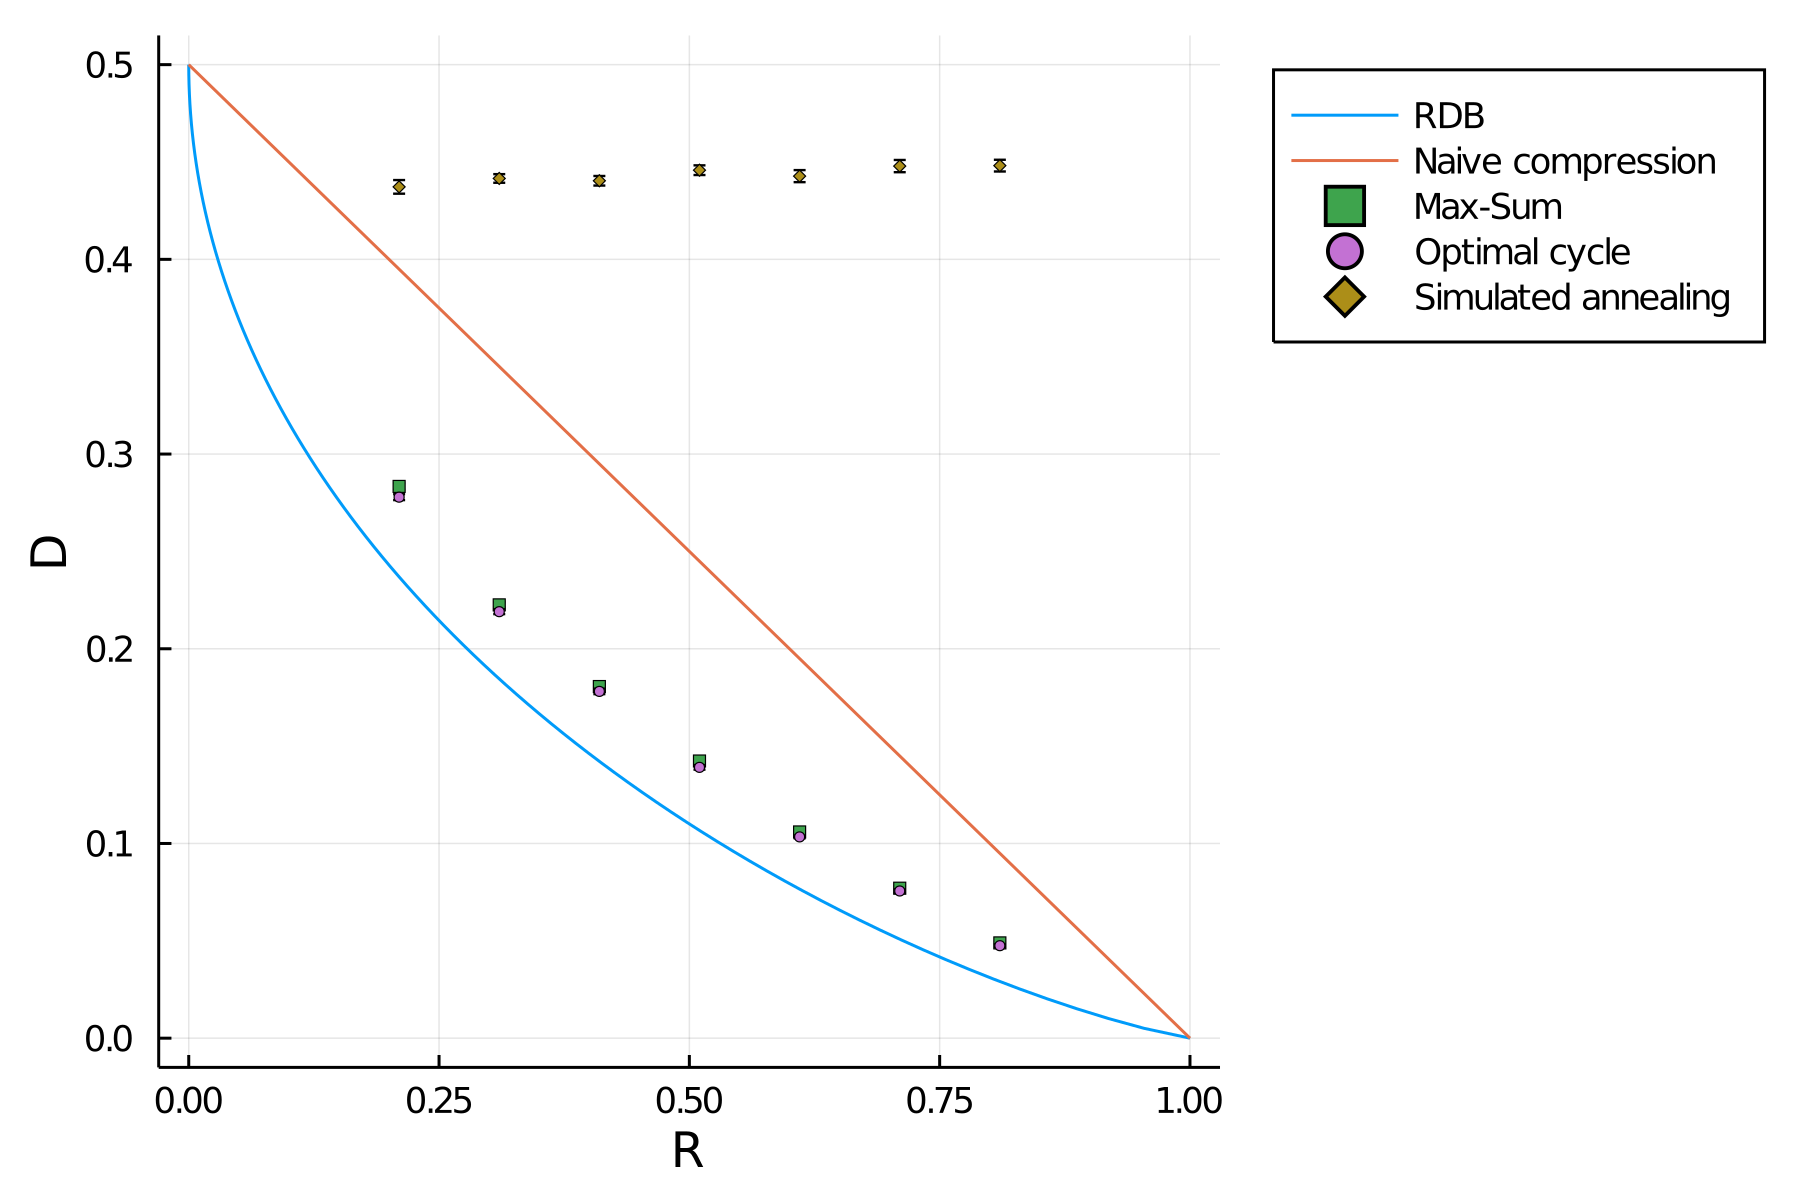 0.5
0.4
0.3
0.2
0.1
0.0
D
0.00 0.25 0.50 0.75 1.00
R
RDB
Naive compression
Max-Sum
Optimal cycle
Simulated annealing